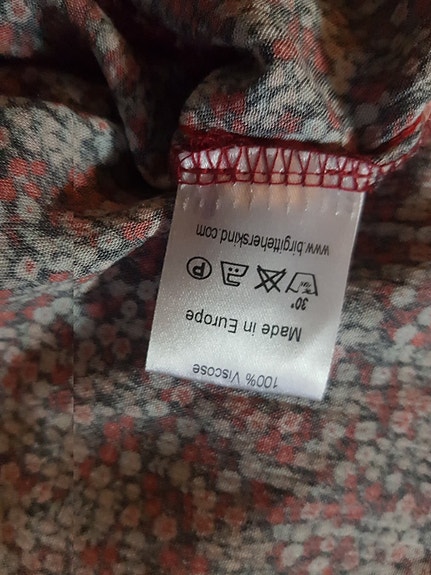 100% Viscose
Made in Europe
30°
P
www.birgitteherskind.com